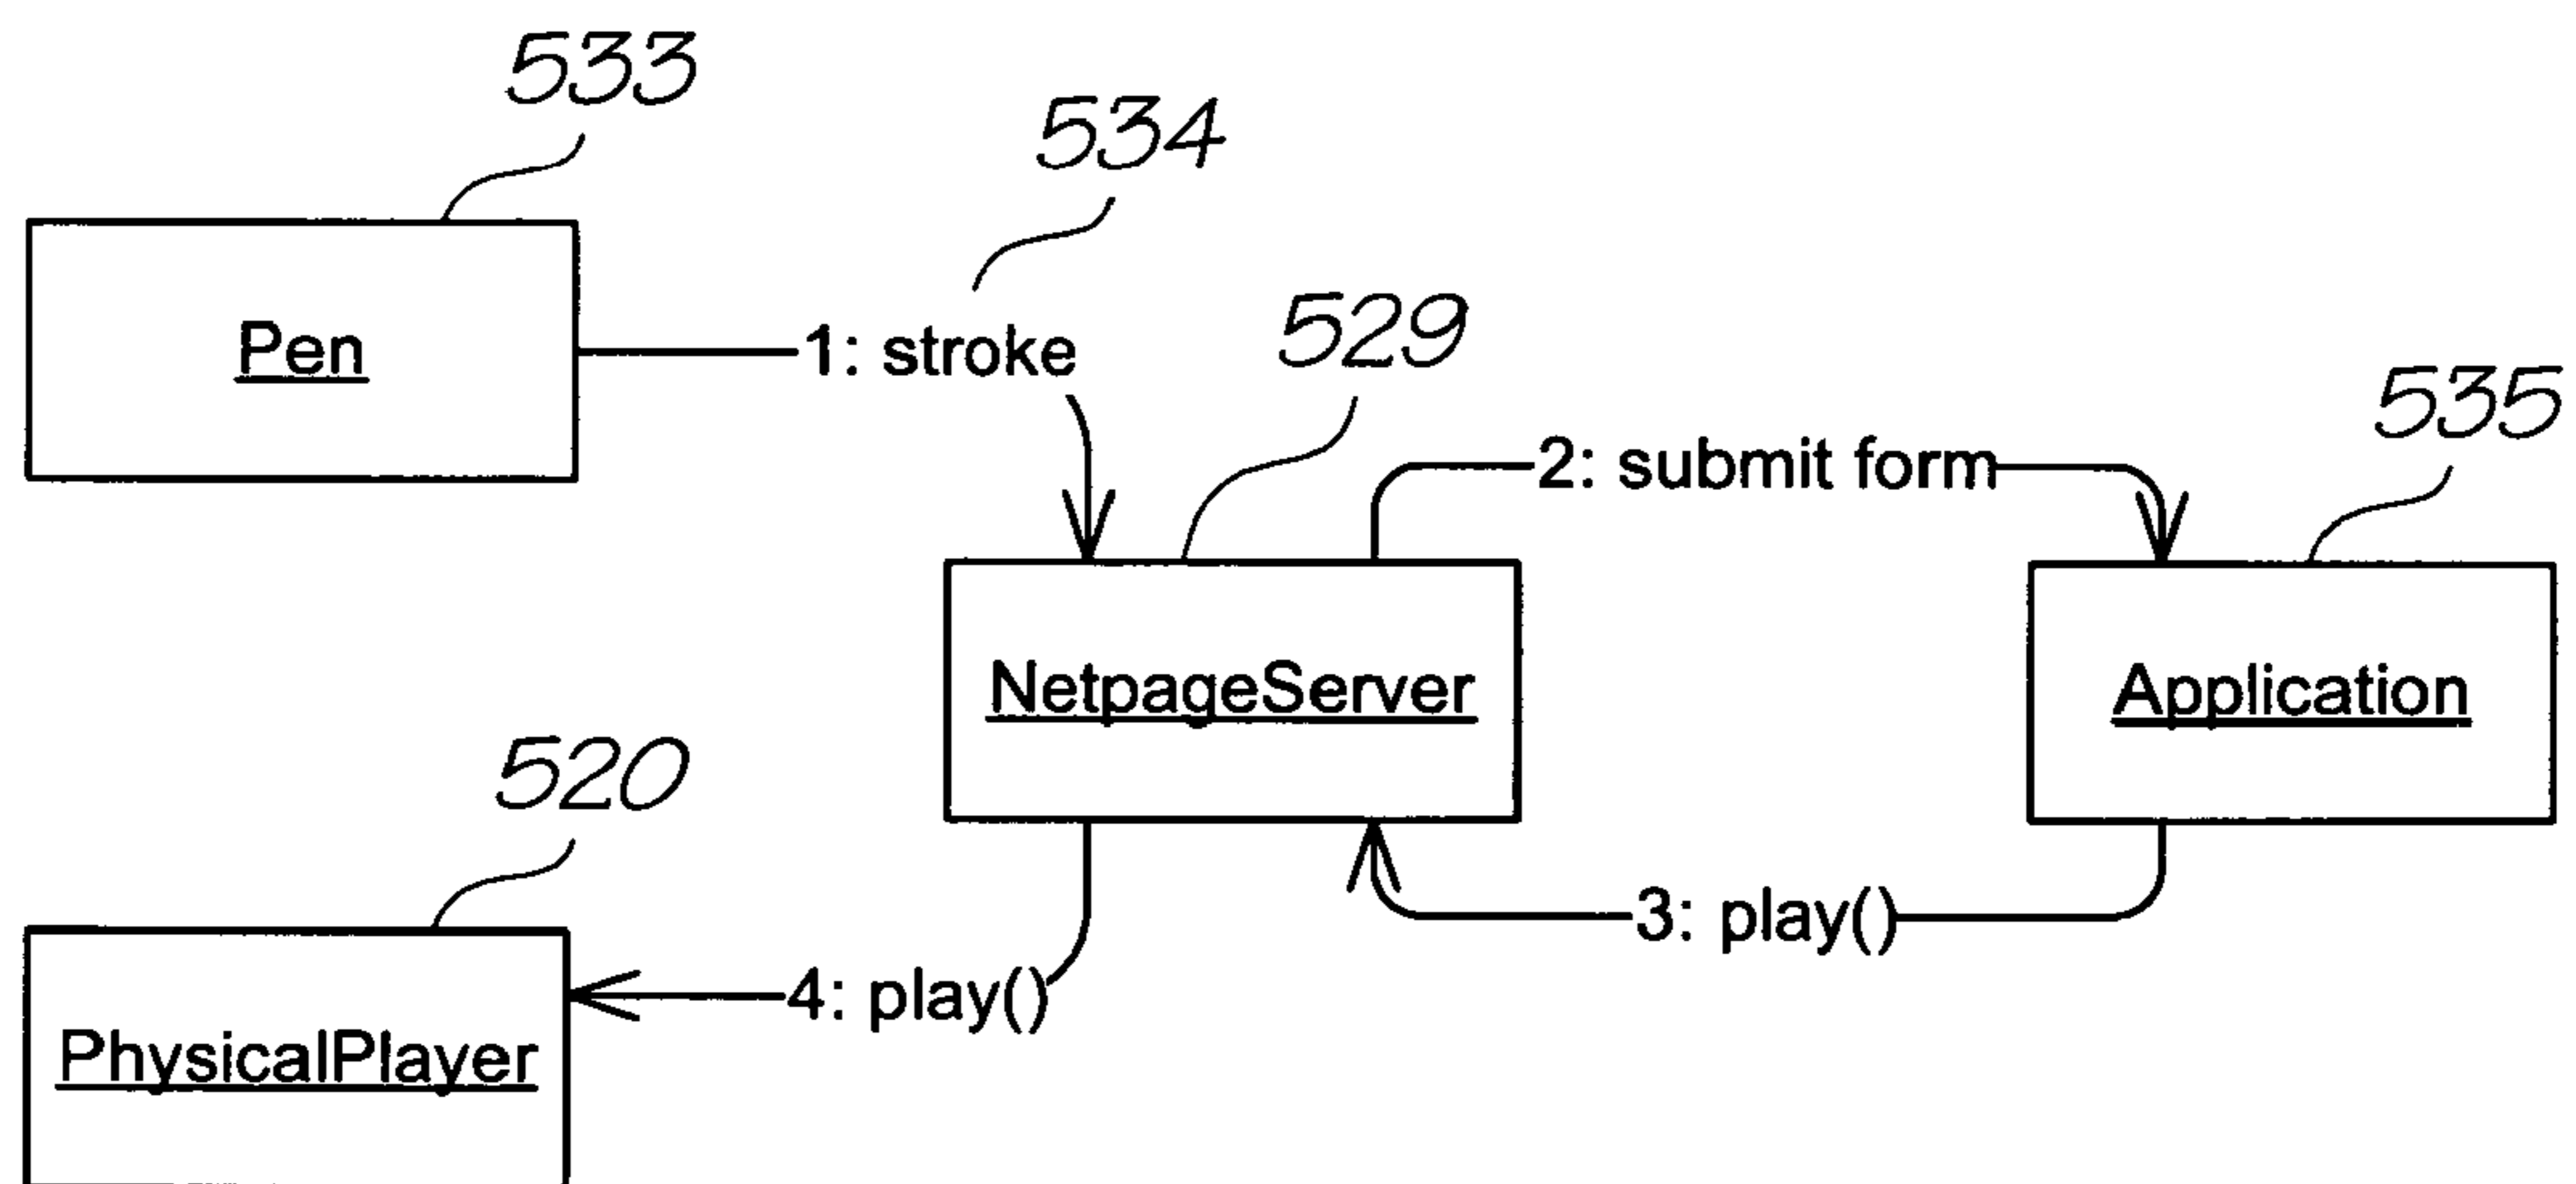 533
534
Pen
1: stroke
529
535
2: submit form
NetpageServer
Application
520
3: play()
4: play()
PhysicalPlayer